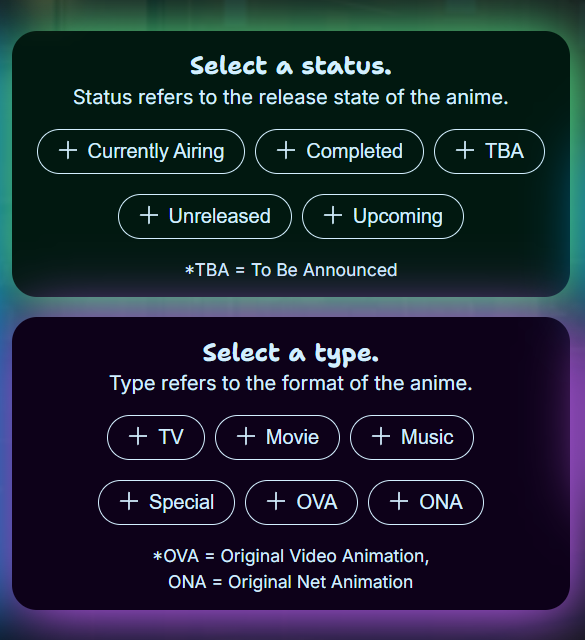 Select a status.
Status refers to the release state of the anime.
+ Currently Airing + Completed + TBA
+ Unreleased + Upcoming
*TBA = To Be Announced
Select a type.
Type refers to the format of the anime.
+ TV + Movie + Music
+ Special + OVA + ONA
*OVA = Original Video Animation,
ONA = Original Net Animation